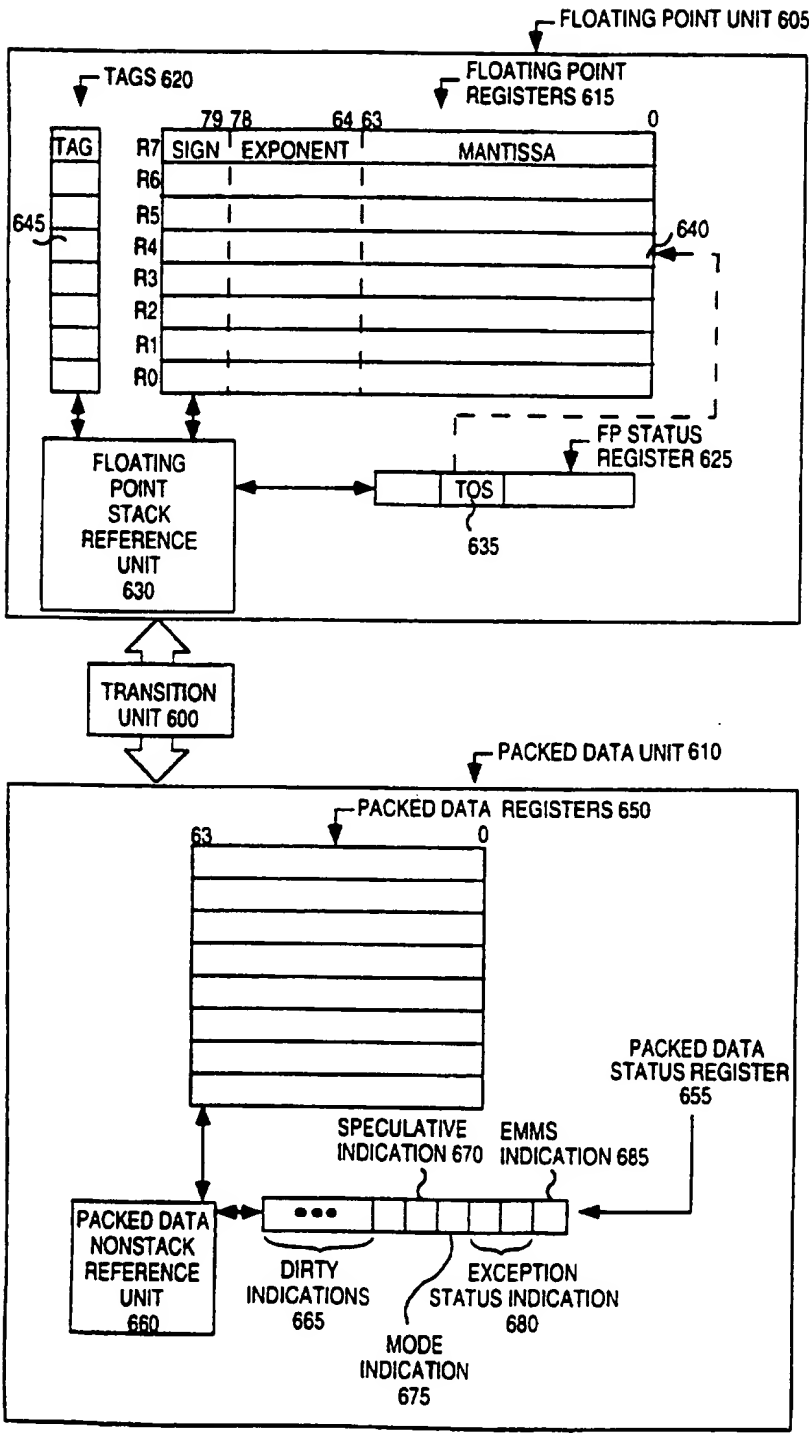 FLOATING POINT UNIT 605
TAGS 620
FLOATING POINT
REGISTERS 615
79 78 64 63 0
TAG
R7 SIGN EXPONENT MANTISSA
R6
R5
645
R4
640
R3
R2
R1
R0
FP STATUS
REGISTER 625
FLOATING
POINT
STACK
REFERENCE
UNIT
630
TOS
635
TRANSITION
UNIT 600
PACKED DATA UNIT 610
PACKED DATA REGISTERS 650
63 0
PACKED DATA
STATUS REGISTER
655
SPECULATIVE
INDICATION 670
EMMS
INDICATION 685
PACKED DATA
NONSTACK
REFERENCE
UNIT
660
DIRTY
INDICATIONS
665
EXCEPTION
STATUS INDICATION
680
MODE
INDICATION
675